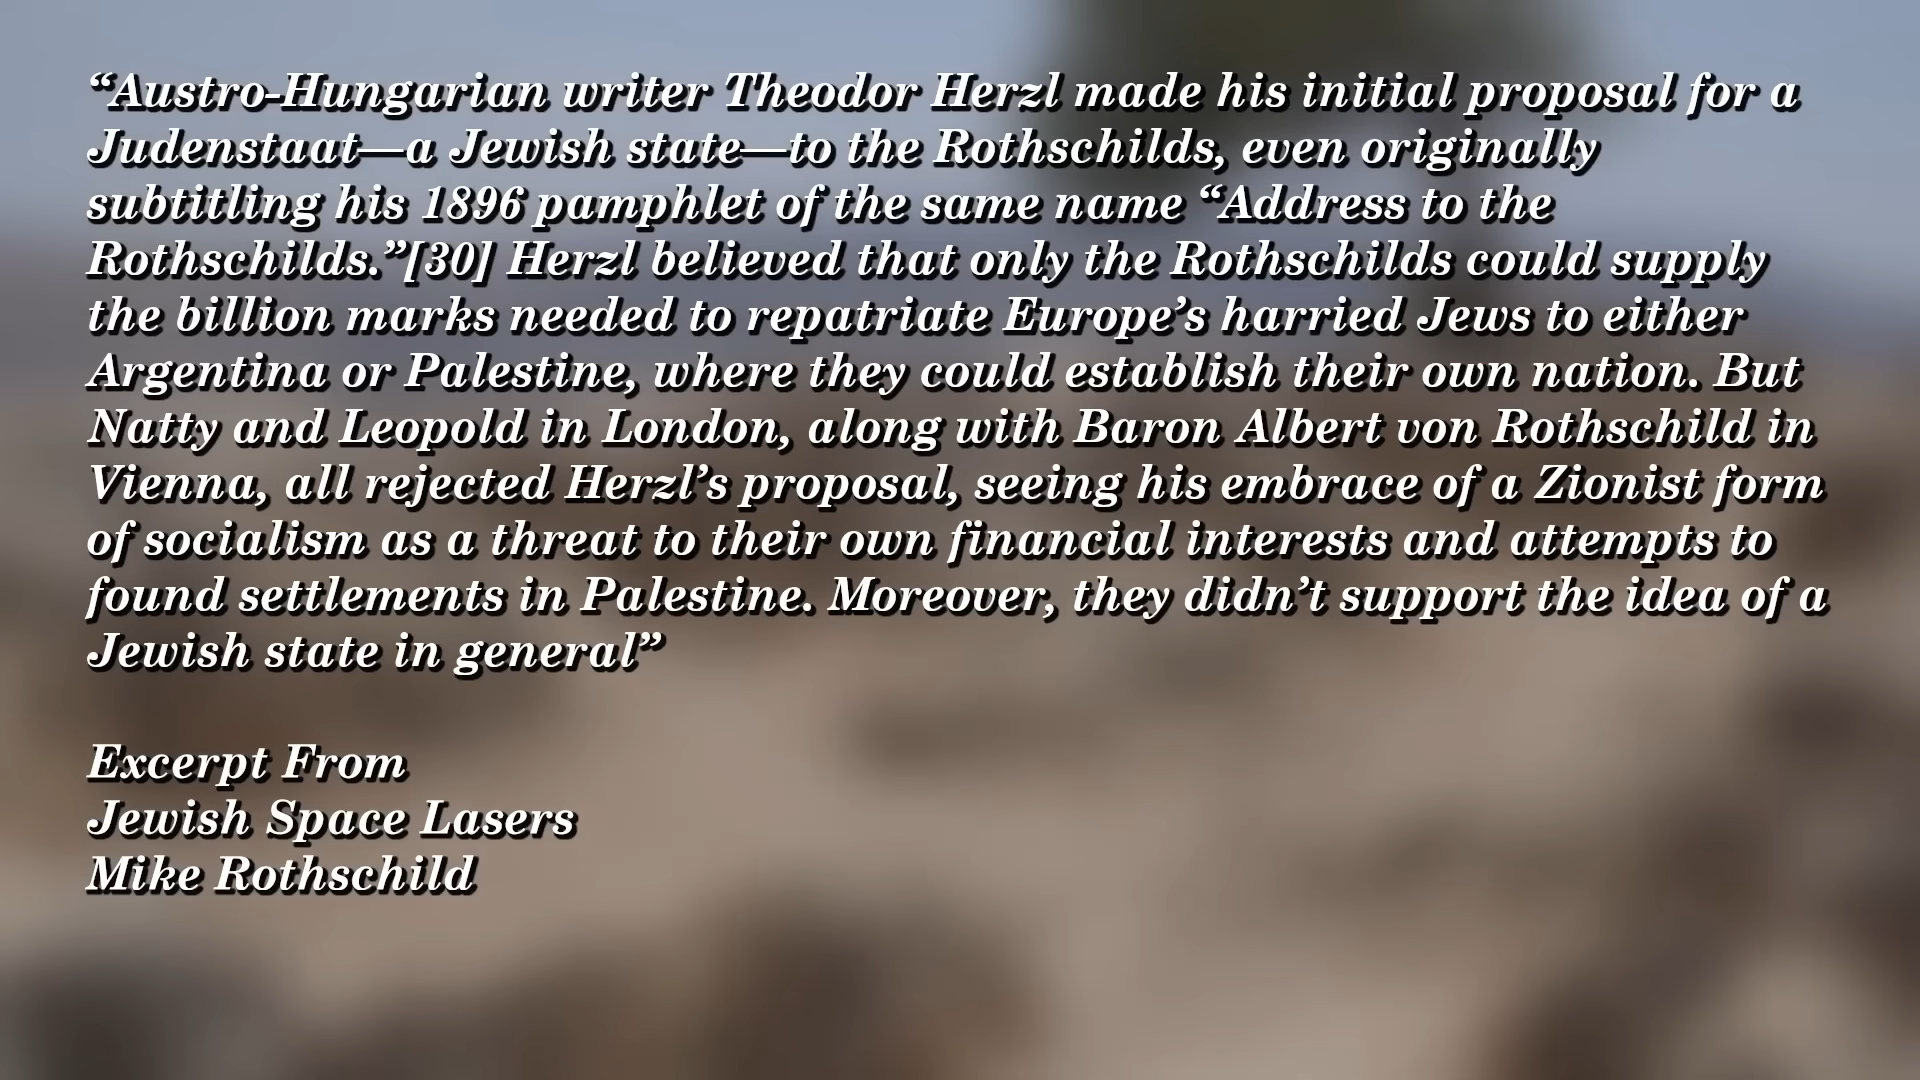 “Austro-Hungarian writer Theodor Herzl made his initial proposal for a
Judenstaat—a Jewish state—to the Rothschilds, even originally
subtitling his 1896 pamphlet of the same name “Address to the
Rothschilds.”[30] Herzl believed that only the Rothschilds could supply
the billion marks needed to repatriate Europe’s harried Jews to either
Argentina or Palestine, where they could establish their own nation. But
Natty and Leopold in London, along with Baron Albert von Rothschild in
Vienna, all rejected Herzl’s proposal, seeing his embrace of a Zionist form
of socialism as a threat to their own financial interests and attempts to
found settlements in Palestine. Moreover, they didn’t support the idea of a
Jewish state in general”
Excerpt From
Jewish Space Lasers
Mike Rothschild